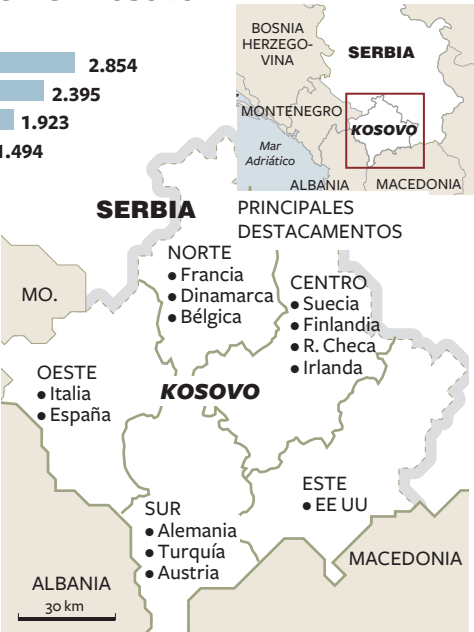 2.854
2.395
1.923
1.494
BOSNIA
HERZEGO-
VINA
SERBIA
MONTENEGRO
KOSOVO
Mar
Adriático
ALBANIA
MACEDONIA
SERBIA
PRINCIPALES
DESTACAMENTOS
MO.
NORTE
● Francia
● Dinamarca
● Bélgica
CENTRO
● Suecia
● Finlandia
● R. Checa
● Irlanda
OESTE
● Italia
● España
KOSOVO
ESTE
● EE UU
SUR
● Alemania
● Turquía
● Austria
MACEDONIA
ALBANIA
30 km